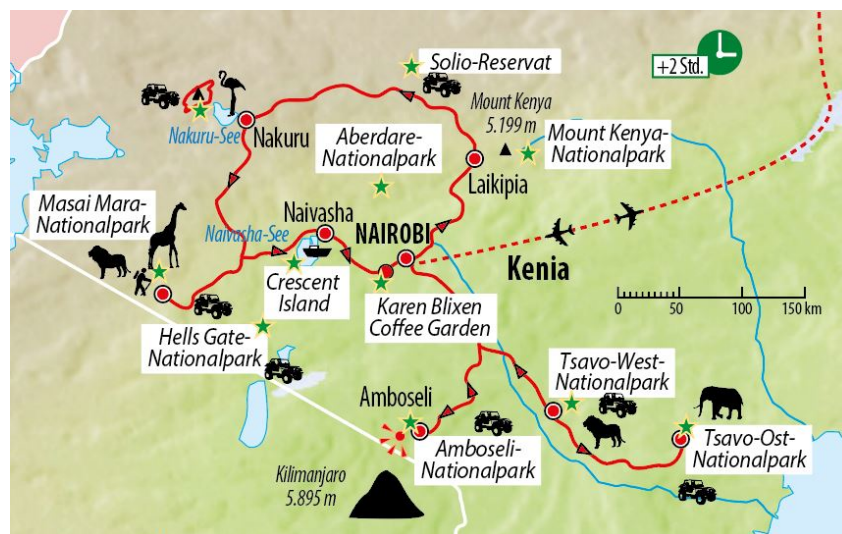 +2 Std.
Solio-Reservat
Mount Kenya
5.199 m
Nakuru-See
Nakuru
Aberdare-
Nationalpark
Mount Kenya-
Nationalpark
Laikipia
Masai Mara-
Nationalpark
Naivasha
Naivasha-See
NAIROBI
Kenia
Crescent
Island
Karen Blixen
Coffee Garden
0 50 100 150 km
Hells Gate-
Nationalpark
Tsavo-West-
Nationalpark
Amboseli
Amboseli-
Nationalpark
Tsavo-Ost-
Nationalpark
Kilimanjaro
5.895 m